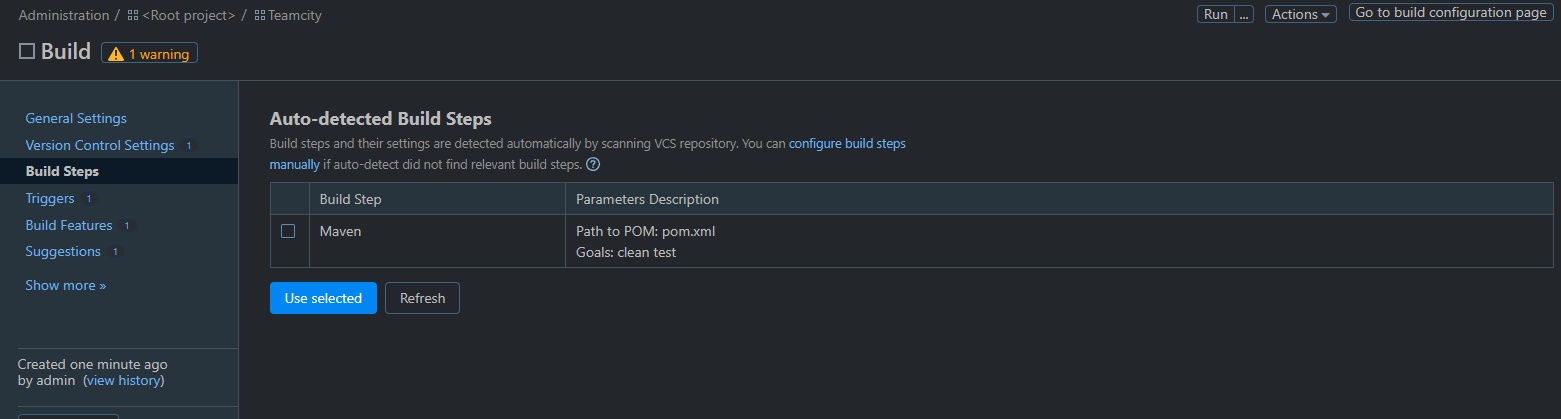 Administration / <Root project> / Teamcity
Run ... Actions Go to build configuration page
Build 1 warning
General Settings
Version Control Settings 1
Build Steps
Triggers 1
Build Features 1
Suggestions 1
Show more »
Created one minute ago
by admin (view history)
Auto-detected Build Steps
Build steps and their settings are detected automatically by scanning VCS repository. You can configure build steps
manually if auto-detect did not find relevant build steps. ?
Build Step Parameters Description
Maven Path to POM: pom.xml
Goals: clean test
Use selected Refresh